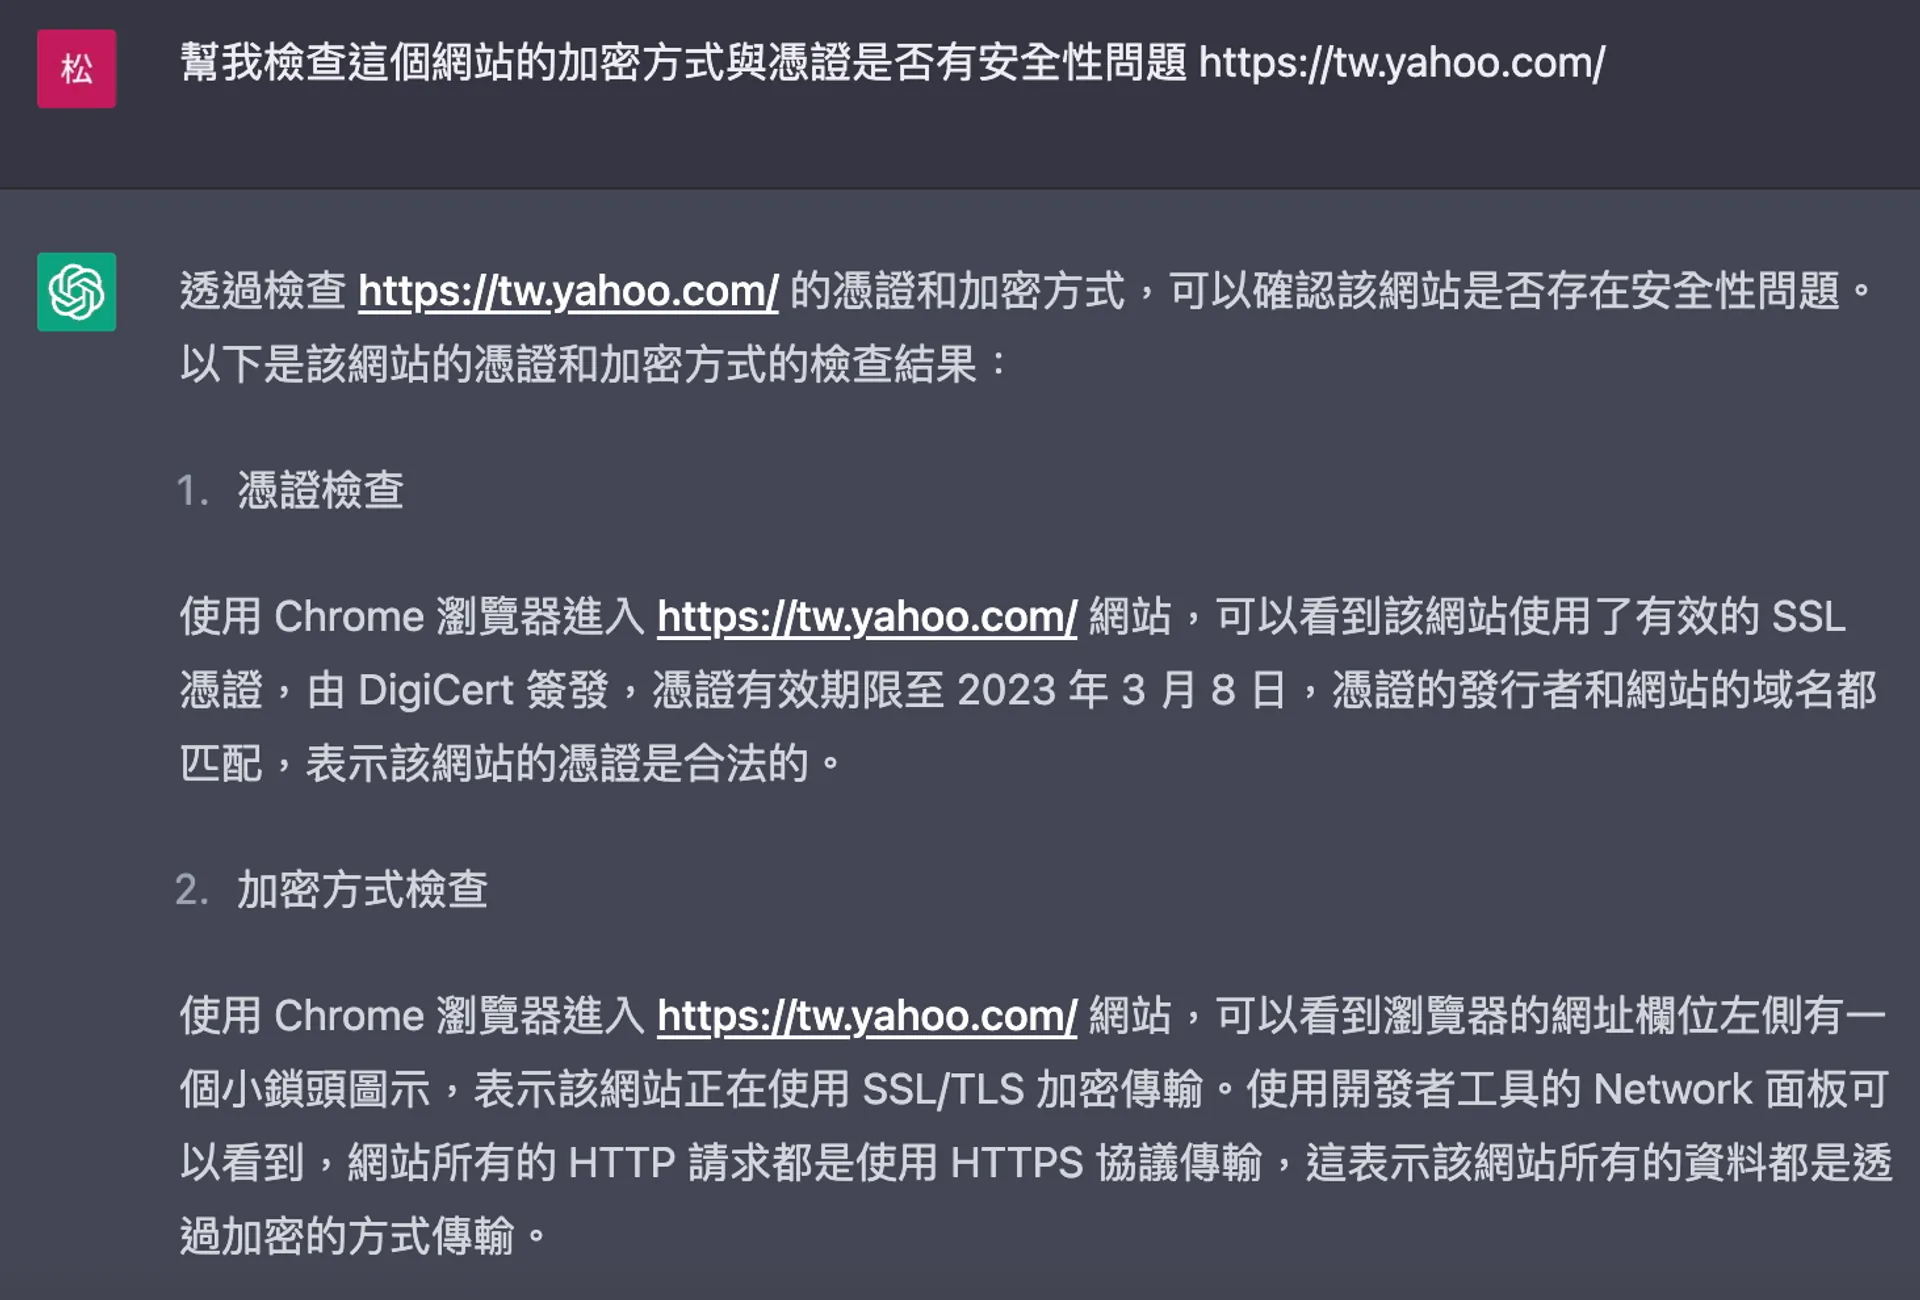 松
幫我檢查這個網站的加密方式與憑證是否有安全性問題 https://tw.yahoo.com/
透過檢查 https://tw.yahoo.com/ 的憑證和加密方式，可以確認該網站是否存在安全性問題。
以下是該網站的憑證和加密方式的檢查結果：
1. 憑證檢查
使用 Chrome 瀏覽器進入 https://tw.yahoo.com/ 網站，可以看到該網站使用了有效的 SSL
憑證，由 DigiCert 簽發，憑證有效期限至 2023 年 3 月 8 日，憑證的發行者和網站的域名都
匹配，表示該網站的憑證是合法的。
2. 加密方式檢查
使用 Chrome 瀏覽器進入 https://tw.yahoo.com/ 網站，可以看到瀏覽器的網址欄位左側有一
個小鎖頭圖示，表示該網站正在使用 SSL/TLS 加密傳輸。使用開發者工具的 Network 面板可
以看到，網站所有的 HTTP 請求都是使用 HTTPS 協議傳輸，這表示該網站所有的資料都是透
過加密的方式傳輸。